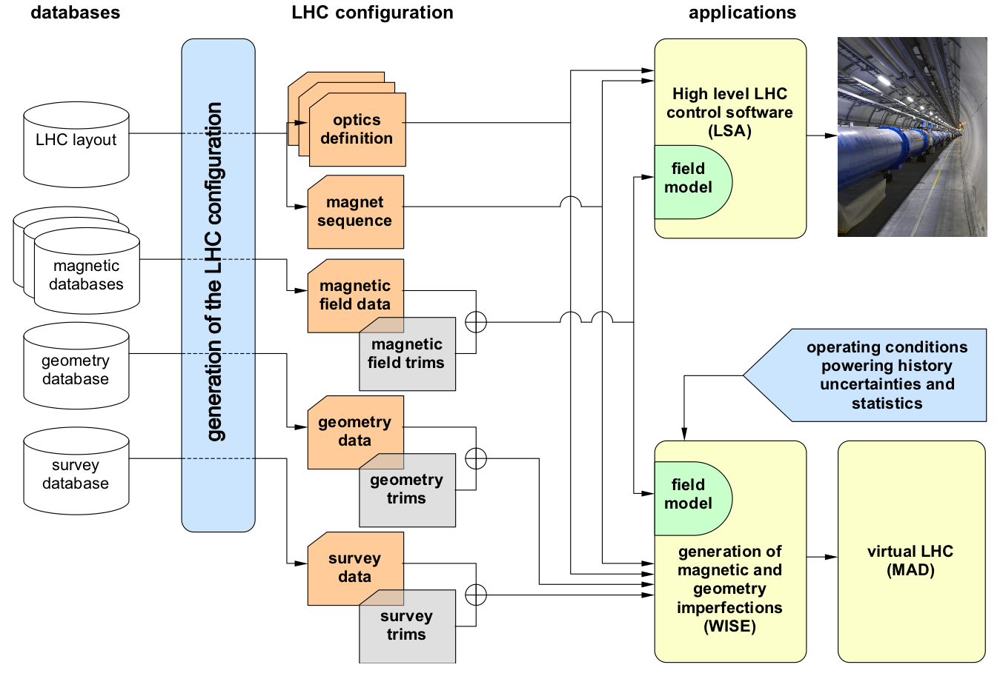 databases
LHC configuration
applications
LHC layout
magnetic
databases
geometry
database
survey
database
generation of the LHC configuration
optics
definition
magnet
sequence
magnetic
field data
magnetic
field trims
geometry
data
geometry
trims
survey
data
survey
trims
High level LHC
control software
(LSA)
field
model
operating conditions
powering history
uncertainties and
statistics
field
model
generation of
magnetic and
geometry
imperfections
(WISE)
virtual LHC
(MAD)